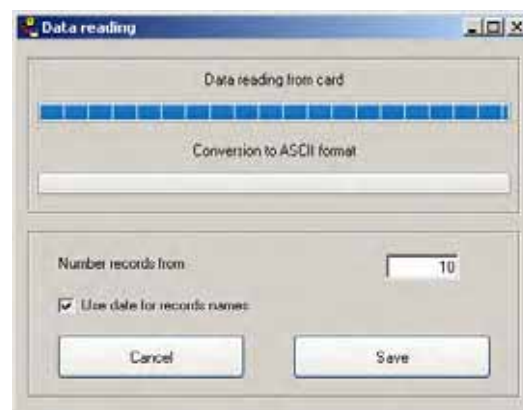 Data reading
Data reading from card
Conversion to ASCII format
Number records from 10
Use date for records names
Cancel Save